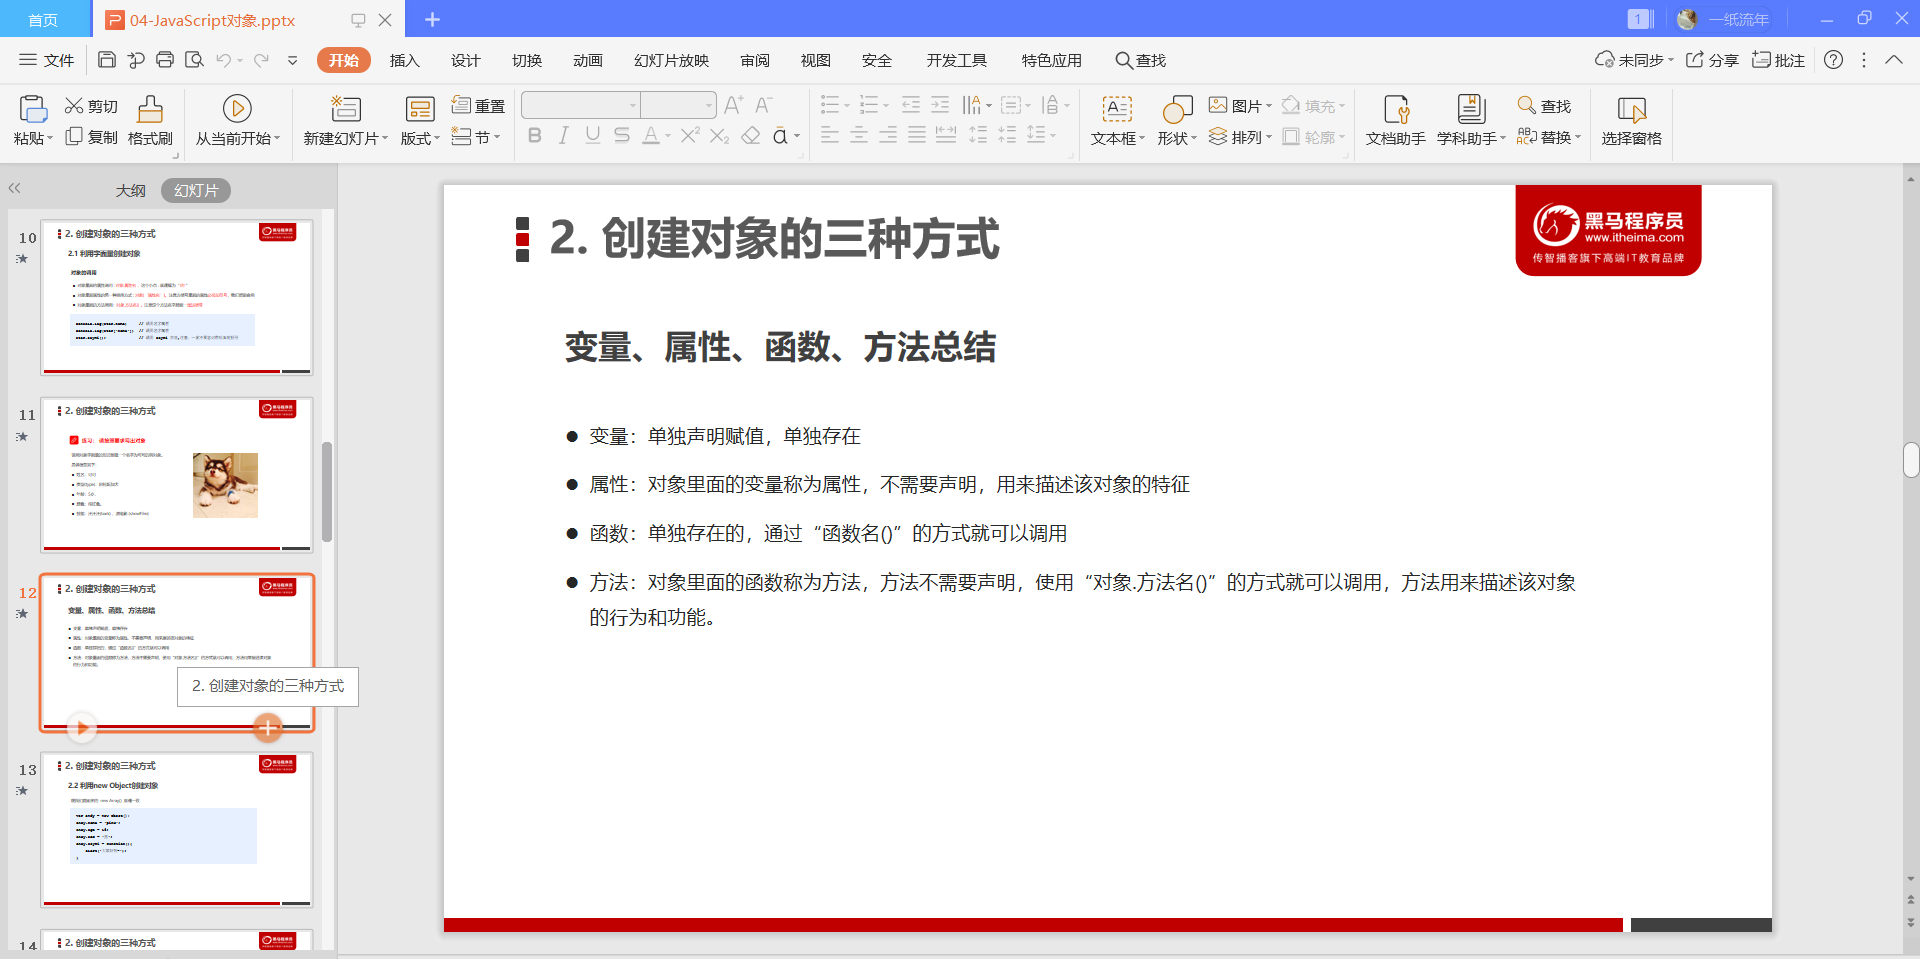 首页
04-JavaScript对象.pptx
1
一纸流年
文件
开始
插入
设计
切换
动画
幻灯片放映
审阅
视图
安全
开发工具
特色应用
查找
未同步
分享
批注
粘贴
剪切
复制
格式刷
从当前开始
新建幻灯片
版式
重置
节
文本框
形状
图片
排列
填充
轮廓
文档助手
学科助手
查找
替换
选择窗格
大纲
幻灯片
10
2. 创建对象的三种方式
2.1 利用字面量创建对象
对象的调用
11
2. 创建对象的三种方式
12
2. 创建对象的三种方式
变量、属性、函数、方法总结
2. 创建对象的三种方式
13
2. 创建对象的三种方式
2.2 利用new Object创建对象
14
2. 创建对象的三种方式
2. 创建对象的三种方式
黑马程序员
www.itheima.com
传智播客旗下高端IT教育品牌
变量、属性、函数、方法总结
● 变量：单独声明赋值，单独存在
● 属性：对象里面的变量称为属性，不需要声明，用来描述该对象的特征
● 函数：单独存在的，通过“函数名()”的方式就可以调用
● 方法：对象里面的函数称为方法，方法不需要声明，使用“对象.方法名()”的方式就可以调用，方法用来描述该对象
的行为和功能。